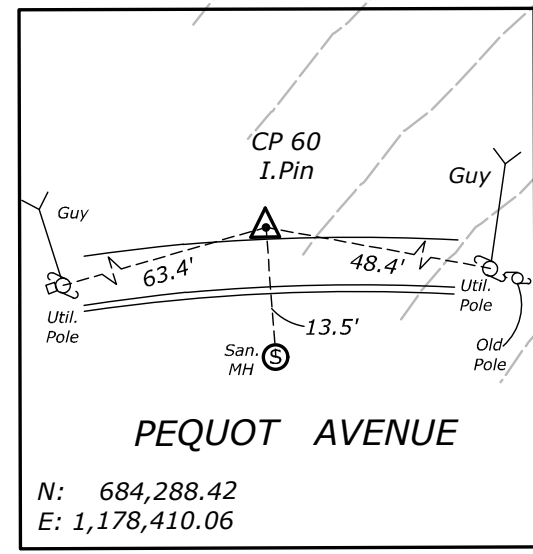 CP 60
I.Pin
Guy
Guy
63.4'
48.4'
Util.
Pole
Util.
Pole
13.5'
San.
MH
S
Old
Pole
PEQUOT AVENUE
N: 684,288.42
E: 1,178,410.06